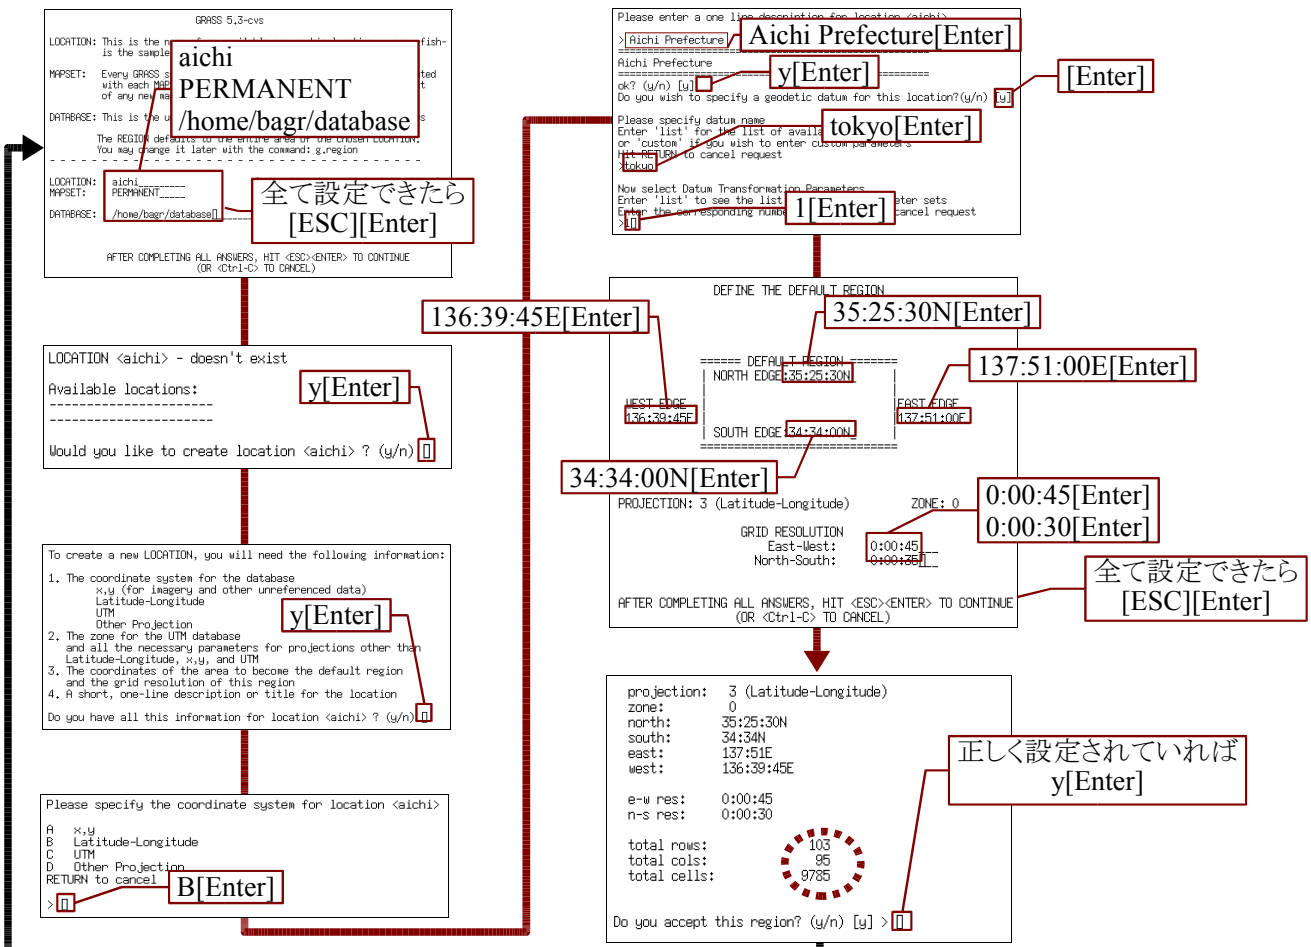 GRASS 5.3-cvs
LOCATION: This is the fish-
is the sample
MAPSET: Every GRASS s ted
with each MAP
of any new ma
DATABASE: This is the u s
The REGION defaults to the entire area of the chosen LOCATION.
You may change it later with the command: g.region
aichi
PERMANENT
/home/bagr/database
LOCATION: aichi_________
MAPSET: PERMANENT_____
DATABASE: /home/bagr/database
全て設定できたら
[ESC][Enter]
AFTER COMPLETING ALL ANSWERS, HIT <ESC><ENTER> TO CONTINUE
(OR <Ctrl-C> TO CANCEL)
LOCATION <aichi> - doesn't exist
Available locations:
----------------------
----------------------
Would you like to create location <aichi> ? (y/n)
y[Enter]
To create a new LOCATION, you will need the following information:
1. The coordinate system for the database
x,y (for imagery and other unreferenced data)
Latitude-Longitude
UTM
Other Projection
2. The zone for the UTM database
and all the necessary parameters for projections other than
Latitude-Longitude, x,y, and UTM
3. The coordinates of the area to become the default region
and the grid resolution of this region
4. A short, one-line description or title for the location
Do you have all this information for location <aichi> ? (y/n)
y[Enter]
Please specify the coordinate system for location <aichi>
A x,y
B Latitude-Longitude
C UTM
D Other Projection
RETURN to cancel
>
B[Enter]
Please enter a one line description for location <aichi>
> Aichi Prefecture
Aichi Prefecture[Enter]
=====================================================
Aichi Prefecture
=====================================================
ok? (y/n) [y]
y[Enter]
Do you wish to specify a geodetic datum for this location?(y/n) [y]
[Enter]
Please specify datum name
Enter 'list' for the list of availa
or 'custom' if you wish to enter custom parameters
Hit RETURN to cancel request
>tokyo
tokyo[Enter]
Now select Datum Transformation Parameters
Enter 'list' to see the list eter sets
Enter the corresponding number cancel request
>1
1[Enter]
DEFINE THE DEFAULT REGION
136:39:45E[Enter]
35:25:30N[Enter]
====== DEFAULT REGION =======
NORTH EDGE:35:25:30N_
137:51:00E[Enter]
WEST EDGE
136:39:45E
EAST EDGE
137:51:00E
SOUTH EDGE:34:34:00N_
34:34:00N[Enter]
PROJECTION: 3 (Latitude-Longitude) ZONE: 0
GRID RESOLUTION
East-West: 0:00:45___
North-South: 0:00:35
0:00:45[Enter]
0:00:30[Enter]
全て設定できたら
[ESC][Enter]
AFTER COMPLETING ALL ANSWERS, HIT <ESC><ENTER> TO CONTINUE
(OR <Ctrl-C> TO CANCEL)
projection: 3 (Latitude-Longitude)
zone: 0
north: 35:25:30N
south: 34:34N
east: 137:51E
west: 136:39:45E
e-w res: 0:00:45
n-s res: 0:00:30
total rows: 103
total cols: 95
total cells: 9785
正しく設定されていれば
y[Enter]
Do you accept this region? (y/n) [y] >